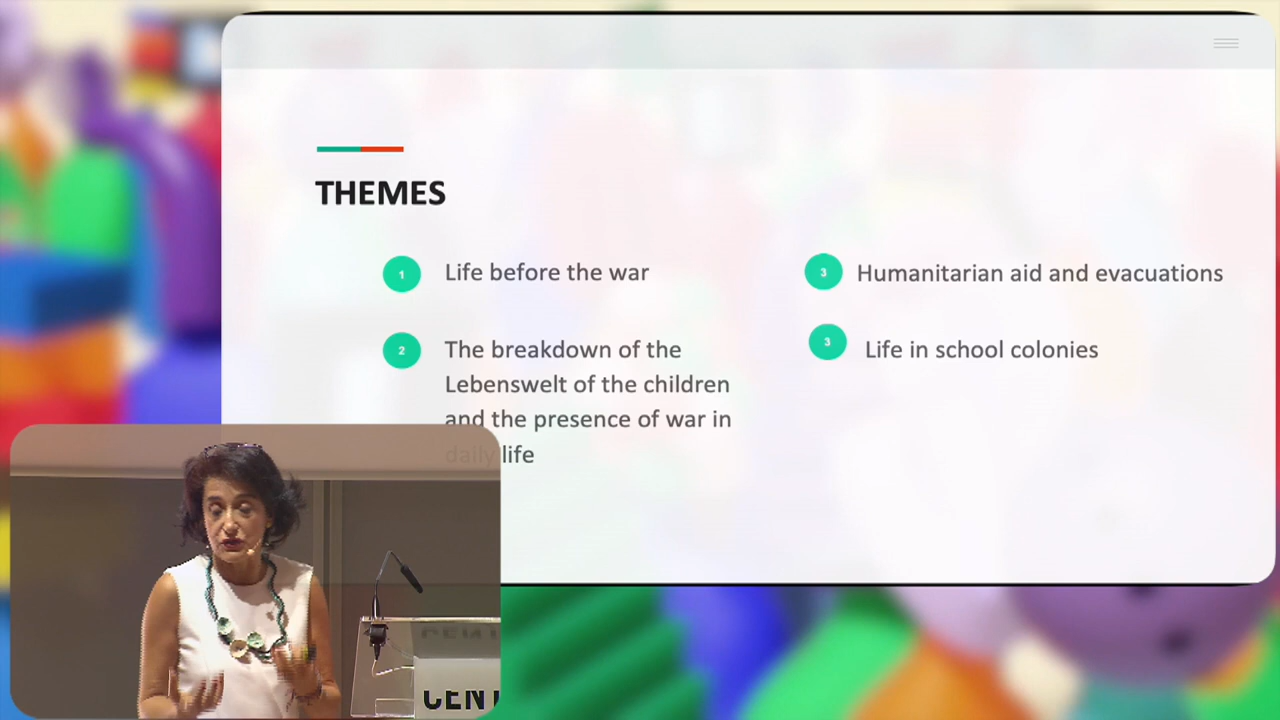 THEMES
1 Life before the war
2 The breakdown of the
Lebenswelt of the children
and the presence of war in
daily life
3 Humanitarian aid and evacuations
3 Life in school colonies